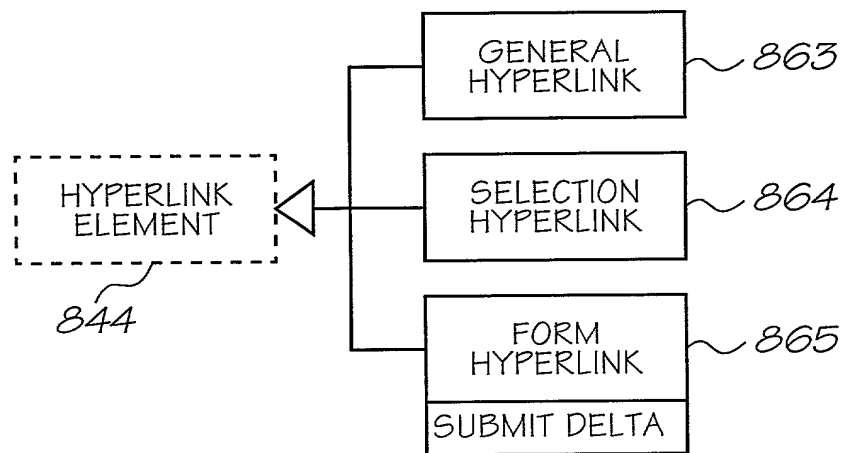 GENERAL
HYPERLINK
863
HYPERLINK
ELEMENT
844
SELECTION
HYPERLINK
864
FORM
HYPERLINK
865
SUBMIT DELTA